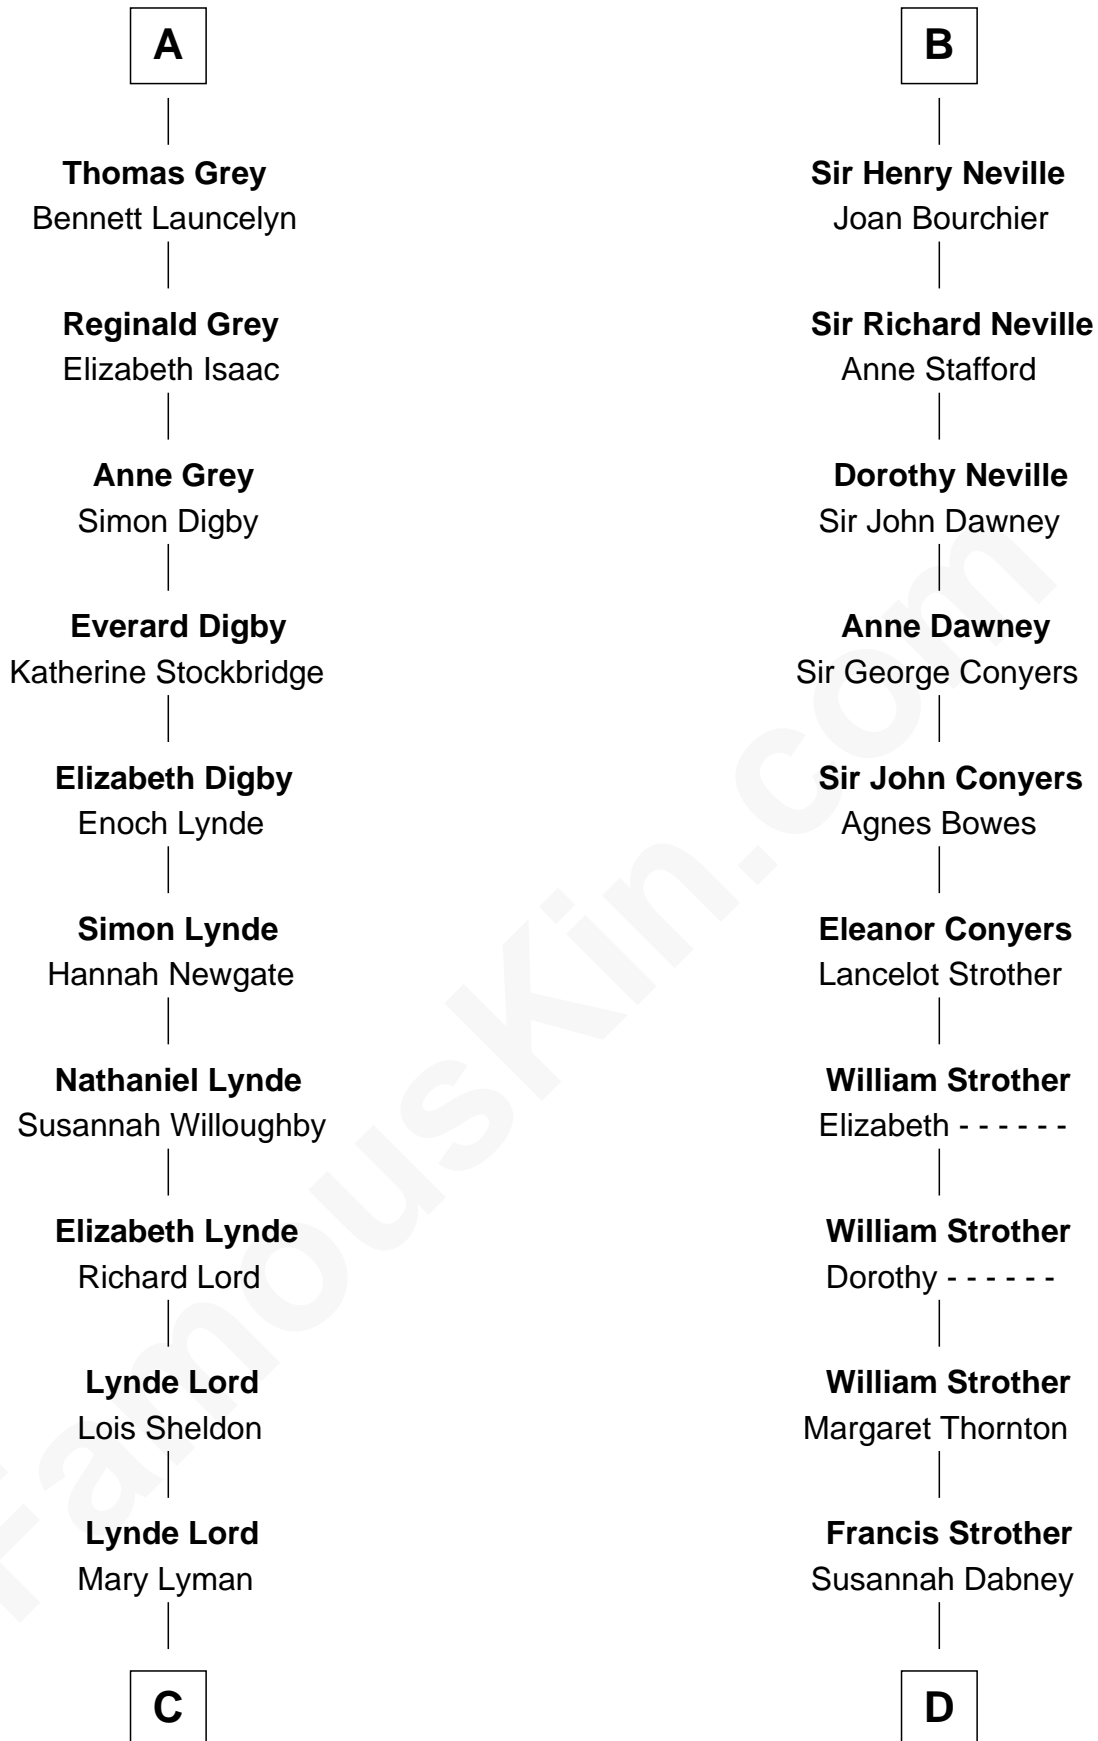 A
Thomas Grey
Bennett Launcelyn
Reginald Grey
Elizabeth Isaac
Anne Grey
Simon Digby
Everard Digby
Katherine Stockbridge
Elizabeth Digby
Enoch Lynde
Simon Lynde
Hannah Newgate
Nathaniel Lynde
Susannah Willoughby
Elizabeth Lynde
Richard Lord
Lynde Lord
Lois Sheldon
Lynde Lord
Mary Lyman
C
B
Sir Henry Neville
Joan Bourchier
Sir Richard Neville
Anne Stafford
Dorothy Neville
Sir John Dawney
Anne Dawney
Sir George Conyers
Sir John Conyers
Agnes Bowes
Eleanor Conyers
Lancelot Strother
William Strother
Elizabeth - - - - - -
William Strother
Dorothy - - - - - -
William Strother
Margaret Thornton
Francis Strother
Susannah Dabney
D
FamousKin.com